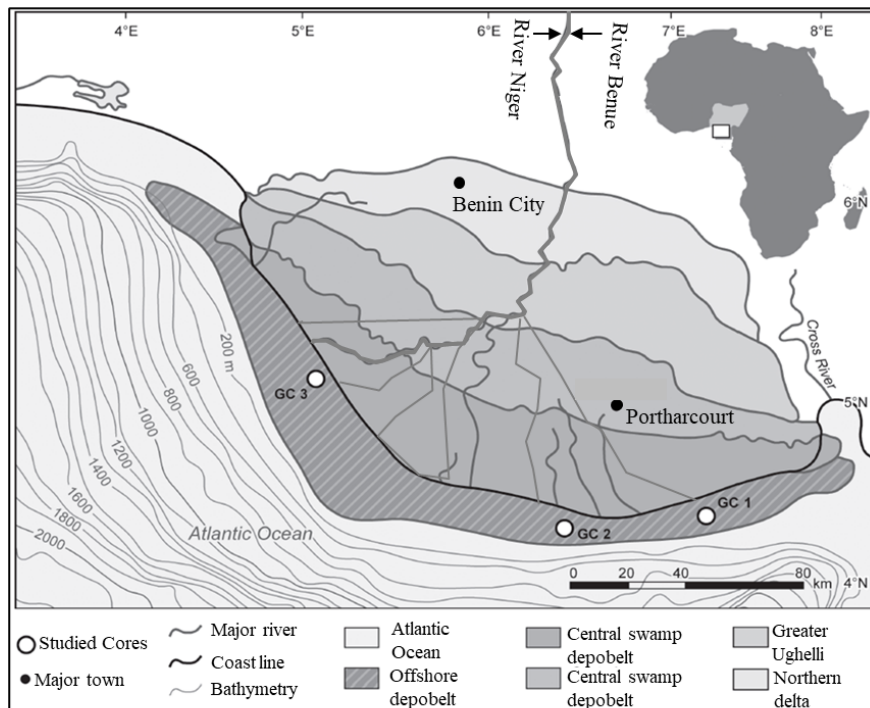 4°E
5°E
6°E
7°E
8°E
River Niger
River Benue
Benin City
6°N
Cross River
200 m
600
800
1000
1200
1400
1600
1800
2000
GC 3
5°N
Portharcourt
GC 1
GC 2
Atlantic Ocean
0 20 40 80
km
4°N
Studied Cores
Major town
Major river
Coast line
Bathymetry
Atlantic
Ocean
Offshore
depobelt
Central swamp
depobelt
Central swamp
depobelt
Greater
Ughelli
Northern
delta